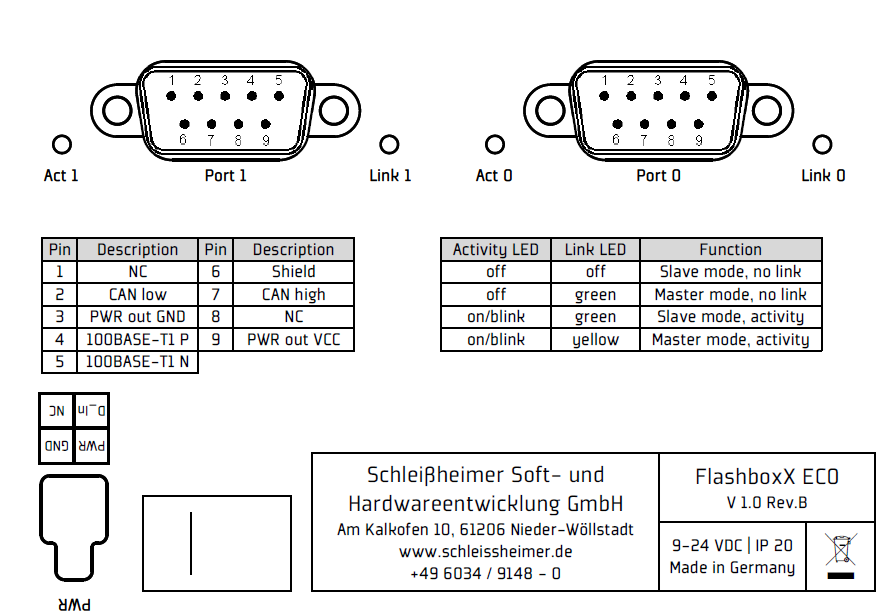 1 2 3 4 5
6 7 8 9
Act 1 Port 1 Link 1
1 2 3 4 5
6 7 8 9
Act 0 Port 0 Link 0
Pin Description Pin Description
1 NC 6 Shield
2 CAN low 7 CAN high
3 PWR out GND 8 NC
4 100BASE-T1 P 9 PWR out VCC
5 100BASE-T1 N
Activity LED Link LED Function
off off Slave mode, no link
off green Master mode, no link
on/blink green Slave mode, activity
on/blink yellow Master mode, activity
NC D_In
GND PWR
PWR
Schleißheimer Soft- und
Hardwareentwicklung GmbH
Am Kalkofen 10, 61206 Nieder-Wöllstadt
www.schleissheimer.de
+49 6034 / 9148 - 0
FlashboxX ECO
V 1.0 Rev.B
9-24 VDC | IP 20
Made in Germany